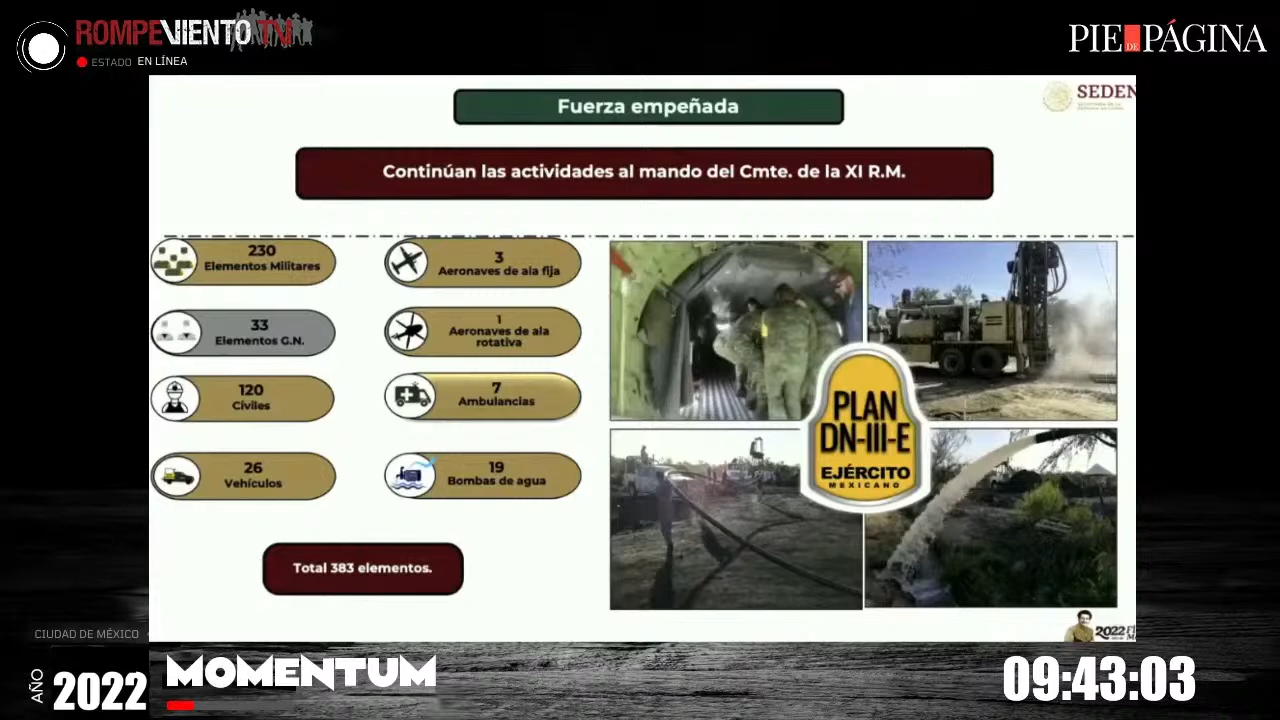 ROMPEVIENTO TV
ESTADO EN LÍNEA
PIE DE PÁGINA
Fuerza empeñada
SEDEN
Continúan las actividades al mando del Cmte. de la XI R.M.
230
Elementos Militares
3
Aeronaves de ala fija
33
Elementos G.N.
1
Aeronaves de ala
rotativa
120
Civiles
7
Ambulancias
26
Vehículos
19
Bombas de agua
PLAN
DN-III-E
EJÉRCITO
MEXICANO
Total 383 elementos.
2022
CIUDAD DE MÉXICO
AÑO
2022
MOMENTUM
09:43:03